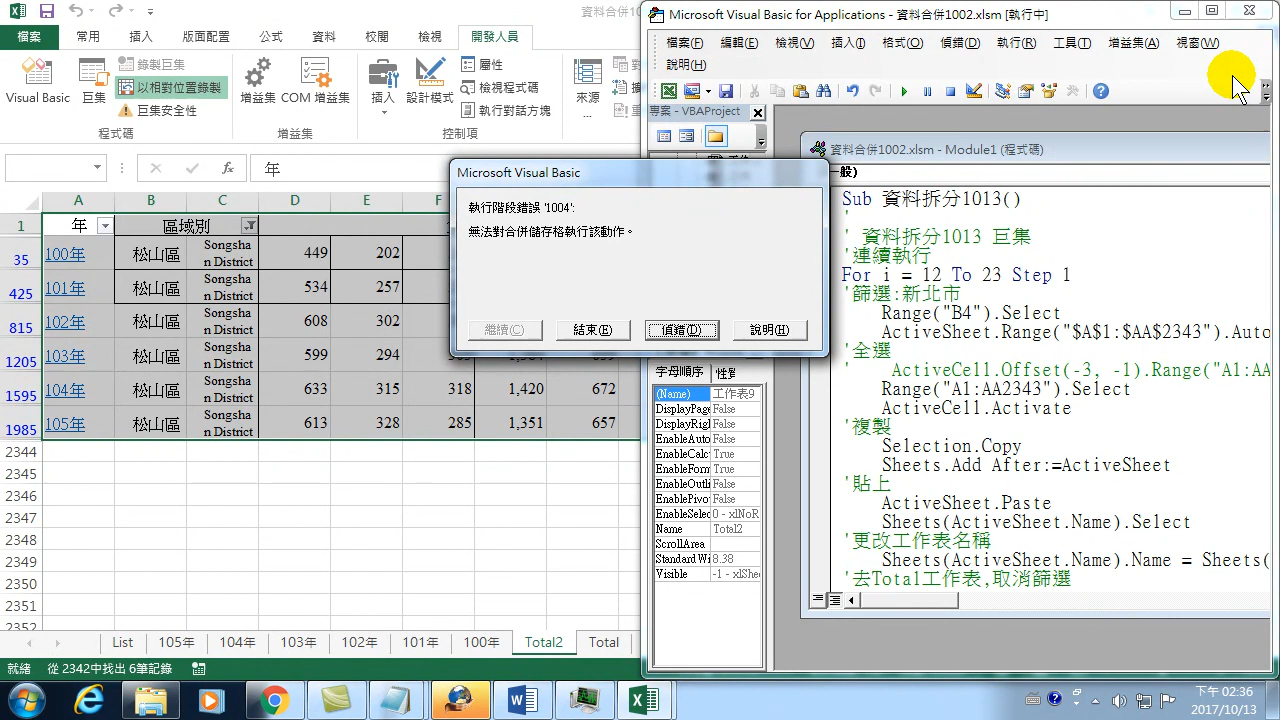 資料合併
檔案 常用 插入 版面配置 公式 資料 校閱 檢視 開發人員
Visual Basic 巨集 錄製巨集
以相對位置錄製
巨集安全性
程式碼
增益集 COM 增益集
增益集
插入 設計模式 屬性
檢視程式碼
執行對話方塊
控制項
來源
...
fx 年
A B C D E F
1 年 區域別
35 100年 松山區 Songshan District 449 202
425 101年 松山區 Songshan District 534 257
815 102年 松山區 Songshan District 608 302
1205 103年 松山區 Songshan District 599 294
1595 104年 松山區 Songshan District 633 315 318 1,420 672
1985 105年 松山區 Songshan District 613 328 285 1,351 657
2344
2345
2346
2347
2348
2349
2350
2351
2352
List 105年 104年 103年 102年 101年 100年 Total2 Total
就緒 從 2342中找出 6筆記錄
Microsoft Visual Basic for Applications - 資料合併1002.xlsm [執行中]
檔案(F) 編輯(E) 檢視(V) 插入(I) 格式(O) 偵錯(D) 執行(R) 工具(T) 增益集(A) 視窗(W)
說明(H)
專案 - VBAProject
資料合併1002.xlsm - Module1 (程式碼)
般)
Sub 資料拆分1013()
'
' 資料拆分1013 巨集
'連續執行
For i = 12 To 23 Step 1
'篩選:新北市
Range("B4").Select
ActiveSheet.Range("$A$1:$AA$2343").Auto
'全選
' ActiveCell.Offset(-3, -1).Range("A1:AA
Range("A1:AA2343").Select
ActiveCell.Activate
'複製
Selection.Copy
Sheets.Add After:=ActiveSheet
'貼上
ActiveSheet.Paste
Sheets(ActiveSheet.Name).Select
'更改工作表名稱
Sheets(ActiveSheet.Name).Name = Sheets(
'去Total工作表,取消篩選
Microsoft Visual Basic
執行階段錯誤 '1004':
無法對合併儲存格執行該動作。
繼續(C) 結束(E) 偵錯(D) 說明(H)
字母順序 性質
(Name) 工作表9
DisplayPage False
DisplayRigl False
EnableAuto False
EnableCalc True
EnableForm True
EnableOutli False
EnablePivo False
EnableSelec 0 - xlNoR
Name Total2
ScrollArea
StandardWi 8.38
Visible -1 - xlShe
下午 02:36
2017/10/13